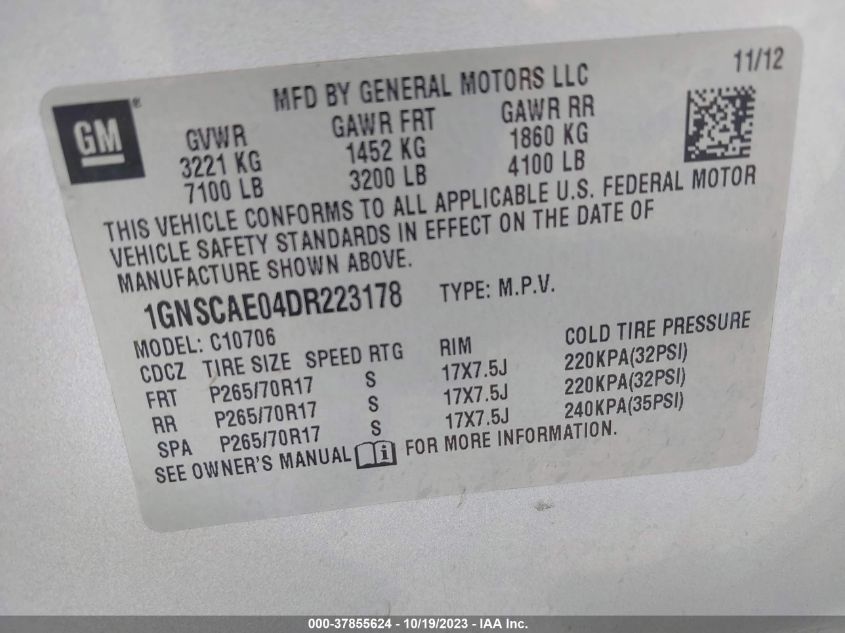 MFD BY GENERAL MOTORS LLC 11/12
GM®
GVWR GAWR FRT GAWR RR
3221 KG 1452 KG 1860 KG
7100 LB 3200 LB 4100 LB
THIS VEHICLE CONFORMS TO ALL APPLICABLE U.S. FEDERAL MOTOR
VEHICLE SAFETY STANDARDS IN EFFECT ON THE DATE OF
MANUFACTURE SHOWN ABOVE.
1GNSCAE04DR223178 TYPE: M.P.V.
MODEL: C10706
CDCZ TIRE SIZE SPEED RTG RIM COLD TIRE PRESSURE
FRT P265/70R17 S 17X7.5J 220KPA(32PSI)
RR P265/70R17 S 17X7.5J 220KPA(32PSI)
SPA P265/70R17 S 17X7.5J 240KPA(35PSI)
SEE OWNER'S MANUAL i FOR MORE INFORMATION.
000-37855624 - 10/19/2023 - IAA Inc.